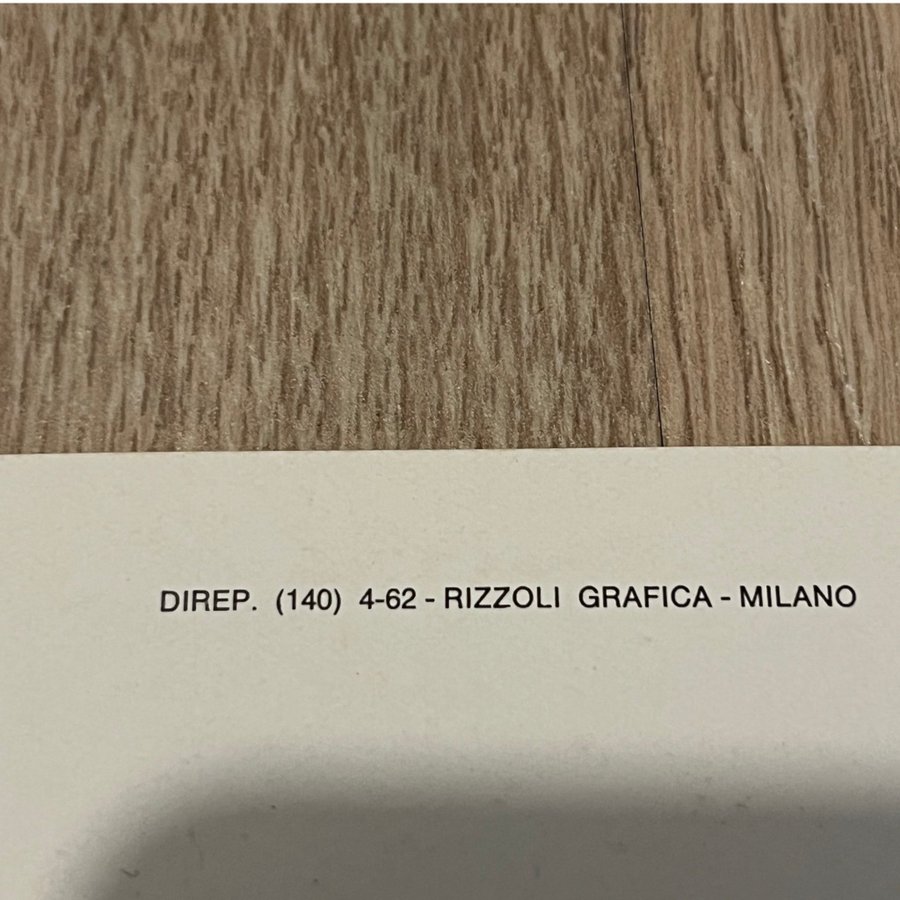 DIREP. (140) 4-62 - RIZZOLI GRAFICA - MILANO